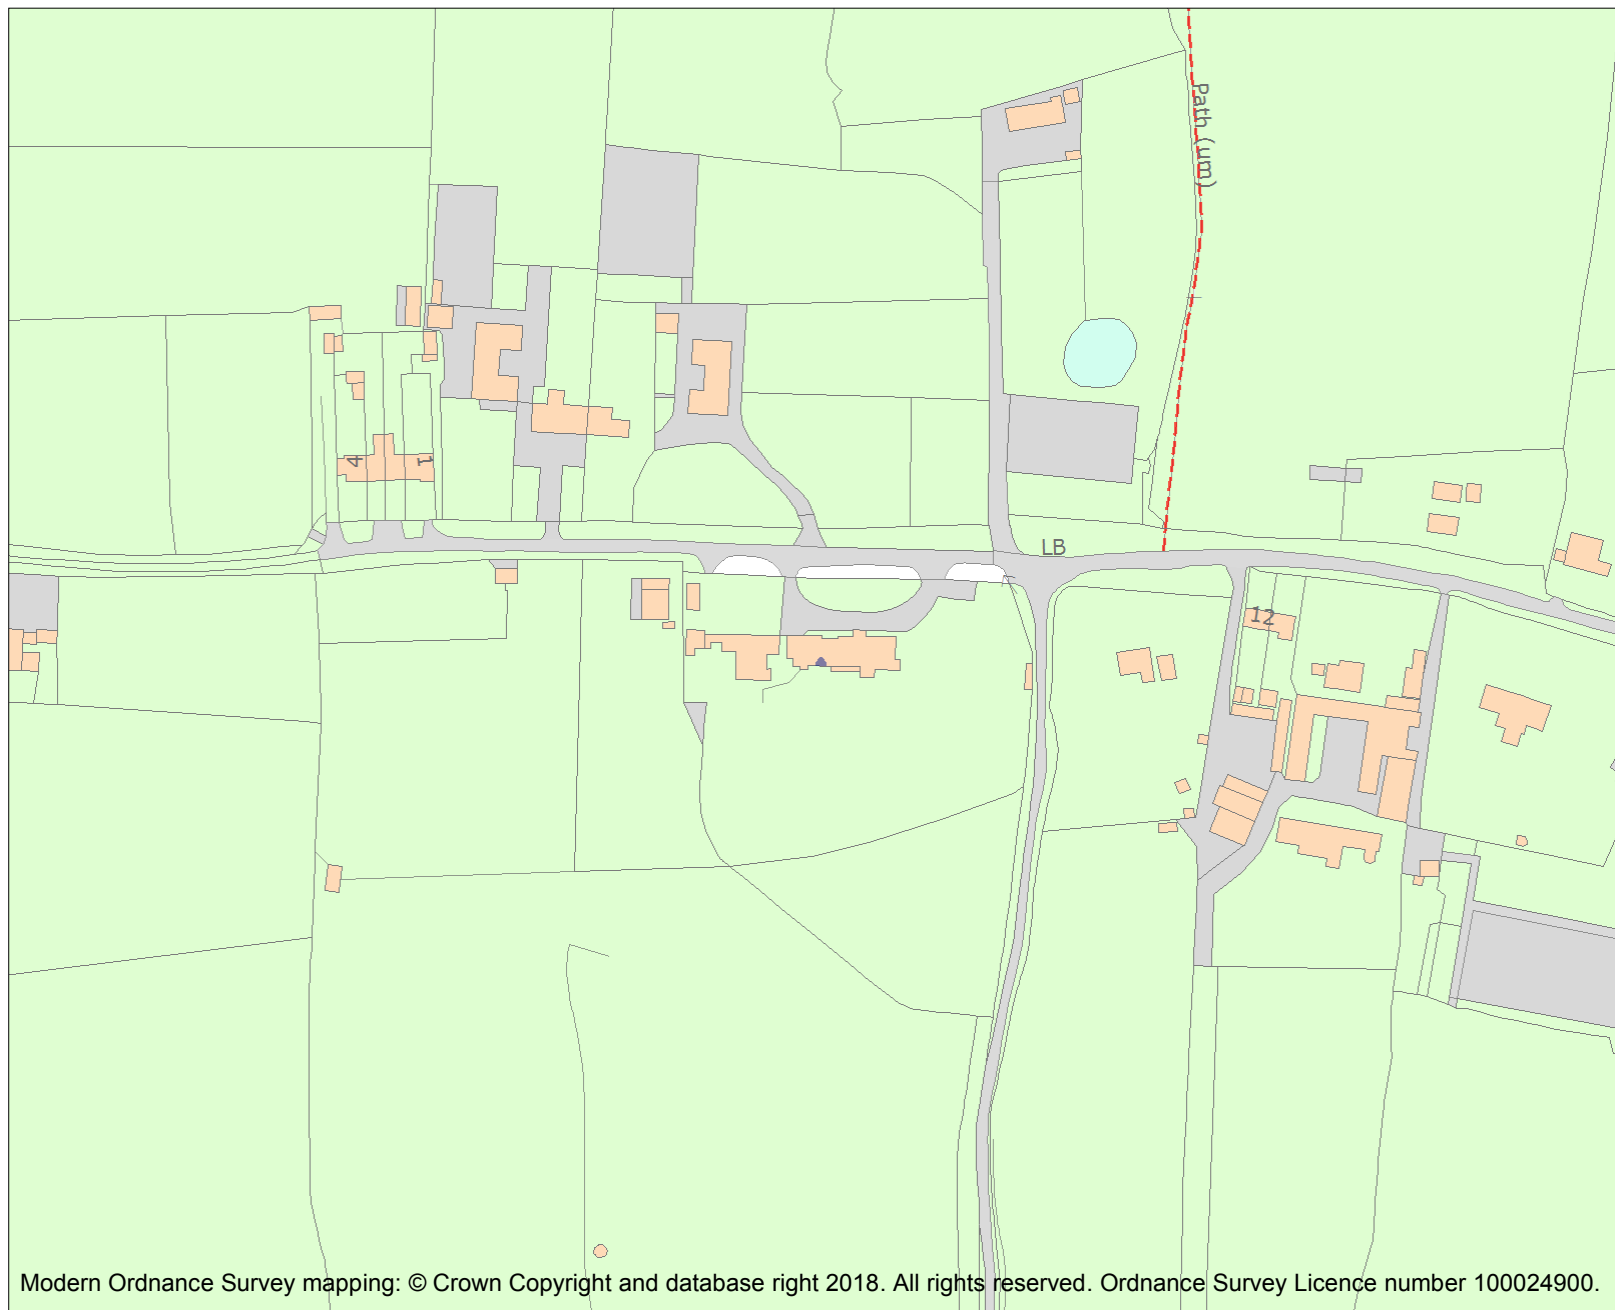 Path (um)
4
1
LB
12
Modern Ordnance Survey mapping: © Crown Copyright and database right 2018. All rights reserved. Ordnance Survey Licence number 100024900.